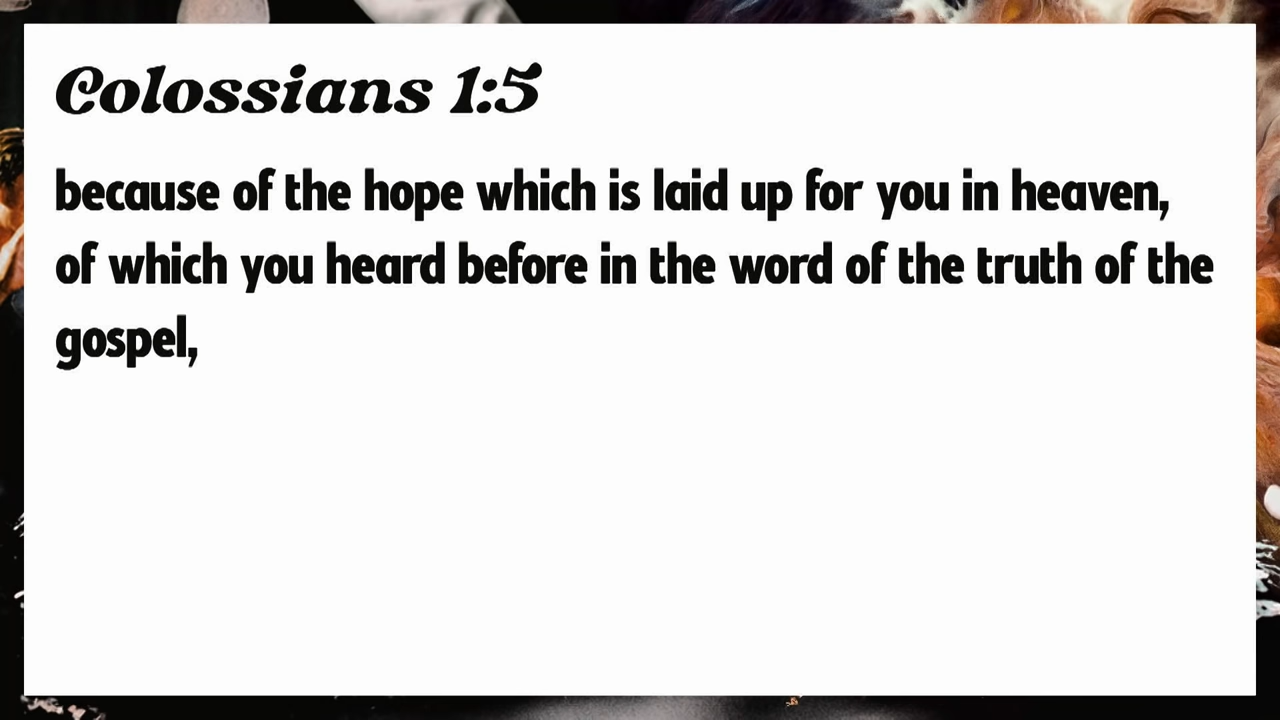 Colossians 1:5
because of the hope which is laid up for you in heaven,
of which you heard before in the word of the truth of the
gospel,